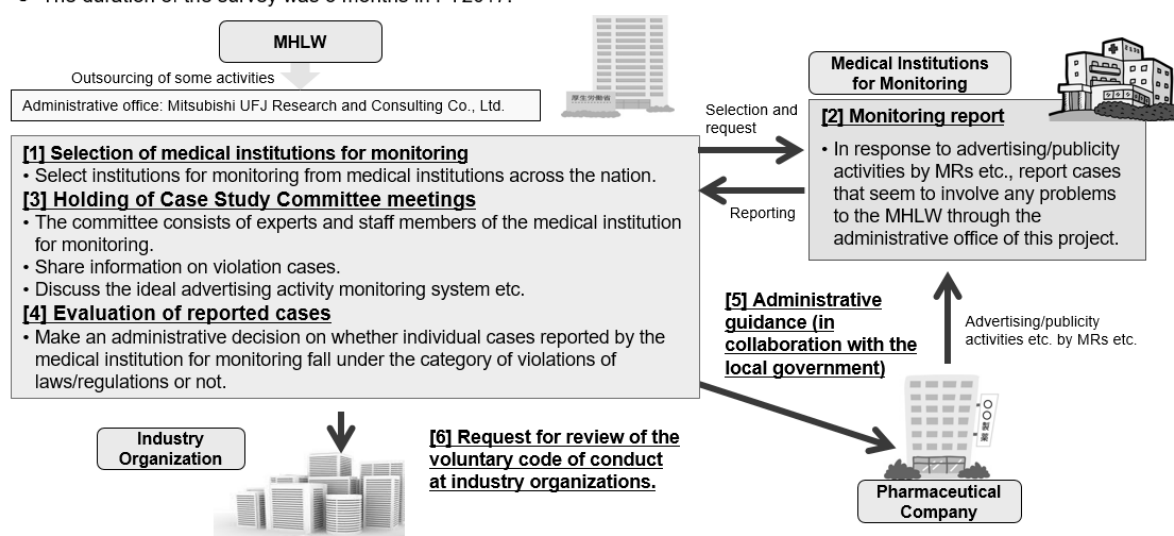 MHLW
Outsourcing of some activities
Administrative office: Mitsubishi UFJ Research and Consulting Co., Ltd.
厚生労働省
[1] Selection of medical institutions for monitoring
• Select institutions for monitoring from medical institutions across the nation.
[3] Holding of Case Study Committee meetings
• The committee consists of experts and staff members of the medical institution
for monitoring.
• Share information on violation cases.
• Discuss the ideal advertising activity monitoring system etc.
[4] Evaluation of reported cases
• Make an administrative decision on whether individual cases reported by the
medical institution for monitoring fall under the category of violations of
laws/regulations or not.
Selection and
request
Reporting
Medical Institutions
for Monitoring
[2] Monitoring report
• In response to advertising/publicity
activities by MRs etc., report cases
that seem to involve any problems
to the MHLW through the
administrative office of this project.
[5] Administrative
guidance (in
collaboration with the
local government)
Advertising/publicity
activities etc. by MRs etc.
Pharmaceutical
Company
Industry
Organization
[6] Request for review of the
voluntary code of conduct
at industry organizations.